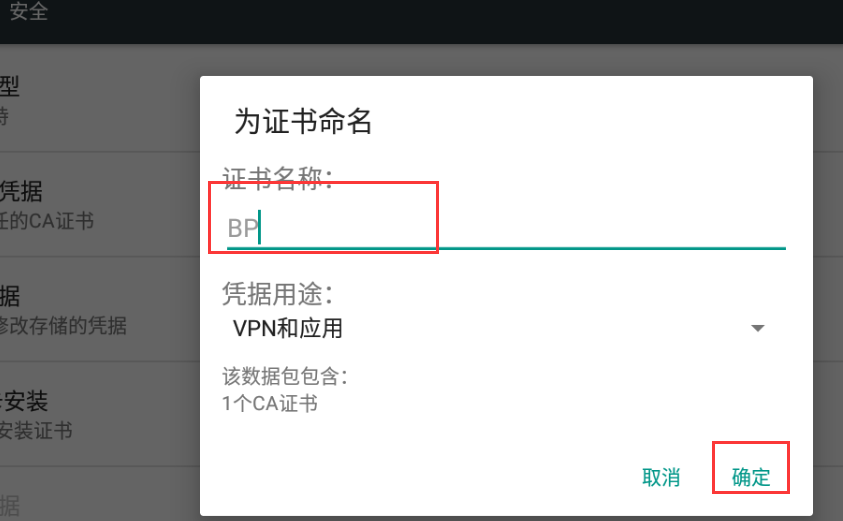 安全
型
持
凭据
任的CA证书
据
修改存储的凭据
安装
安装证书
据
为证书命名
证书名称：
BP
凭据用途：
VPN和应用
该数据包包含：
1个CA证书
取消
确定